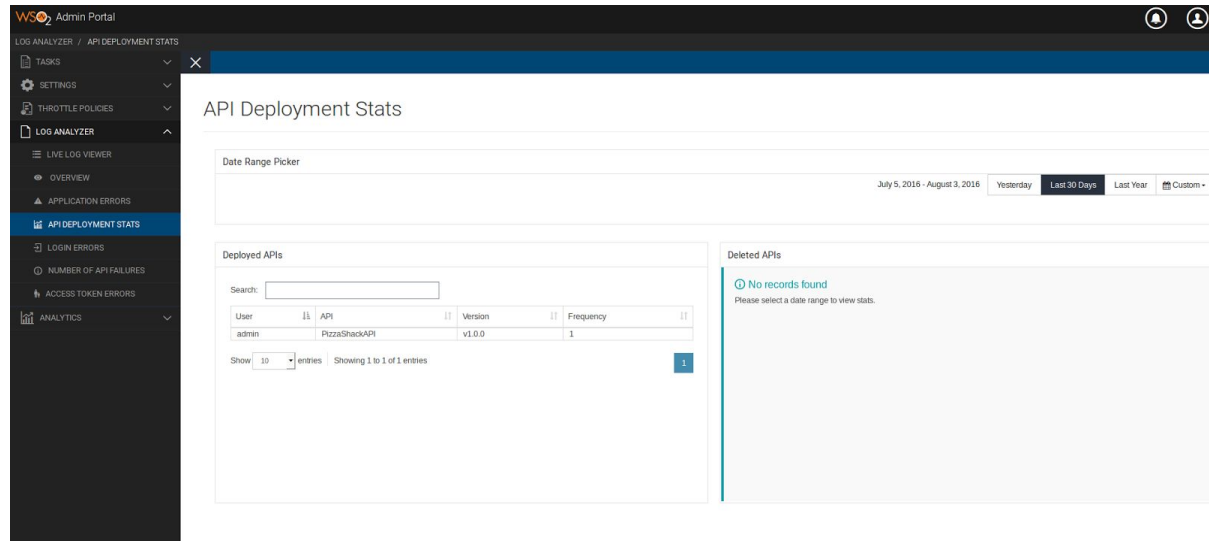 WSO2 Admin Portal
LOG ANALYZER / API DEPLOYMENT STATS
TASKS
SETTINGS
THROTTLE POLICIES
LOG ANALYZER
LIVE LOG VIEWER
OVERVIEW
APPLICATION ERRORS
API DEPLOYMENT STATS
LOGIN ERRORS
NUMBER OF API FAILURES
ACCESS TOKEN ERRORS
ANALYTICS
API Deployment Stats
Date Range Picker
July 5, 2016 - August 3, 2016 Yesterday Last 30 Days Last Year Custom
Deployed APIs
Search:
User API Version Frequency
admin PizzaShackAPI v1.0.0 1
Show 10 entries Showing 1 to 1 of 1 entries 1
Deleted APIs
No records found
Please select a date range to view stats.